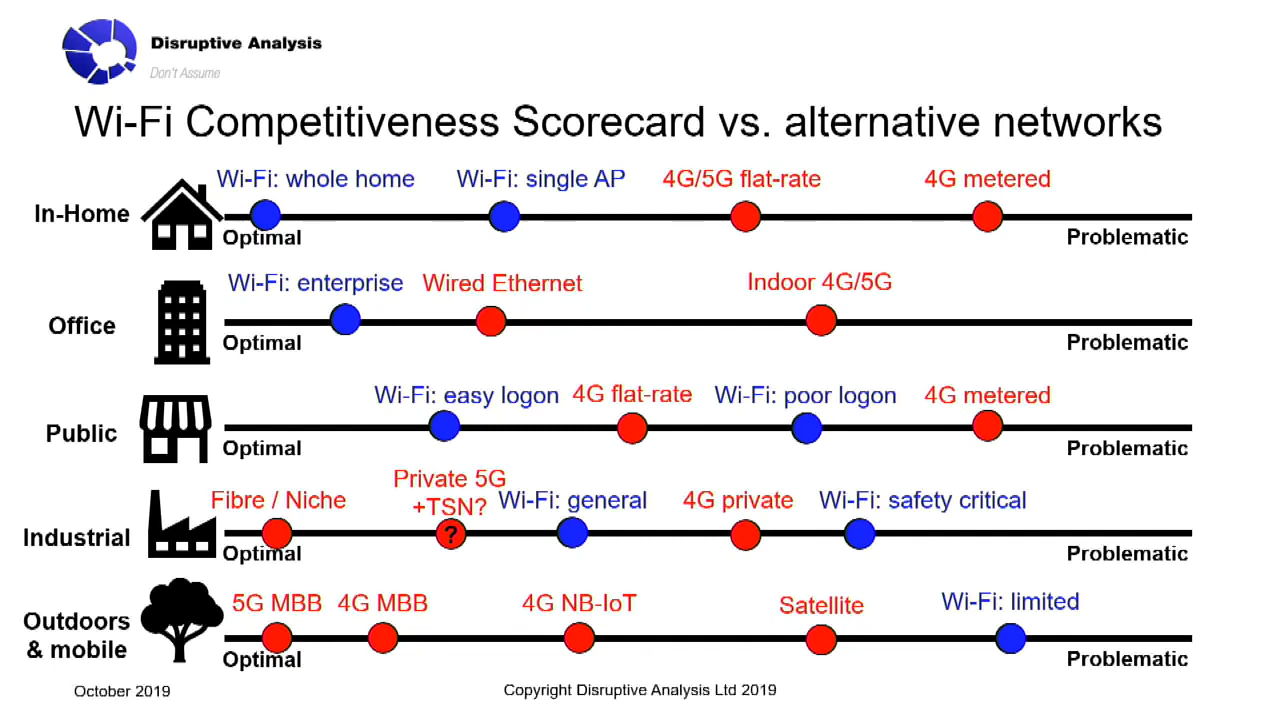 Disruptive Analysis
Don't Assume
Wi-Fi Competitiveness Scorecard vs. alternative networks
Wi-Fi: whole home Wi-Fi: single AP 4G/5G flat-rate 4G metered
In-Home
Optimal Problematic
Wi-Fi: enterprise Wired Ethernet Indoor 4G/5G
Office
Optimal Problematic
Wi-Fi: easy logon 4G flat-rate Wi-Fi: poor logon 4G metered
Public
Optimal Problematic
Private 5G
Fibre / Niche +TSN? Wi-Fi: general 4G private Wi-Fi: safety critical
Industrial ?
Optimal Problematic
5G MBB 4G MBB 4G NB-IoT Satellite Wi-Fi: limited
Outdoors
& mobile
Optimal Problematic
October 2019 Copyright Disruptive Analysis Ltd 2019